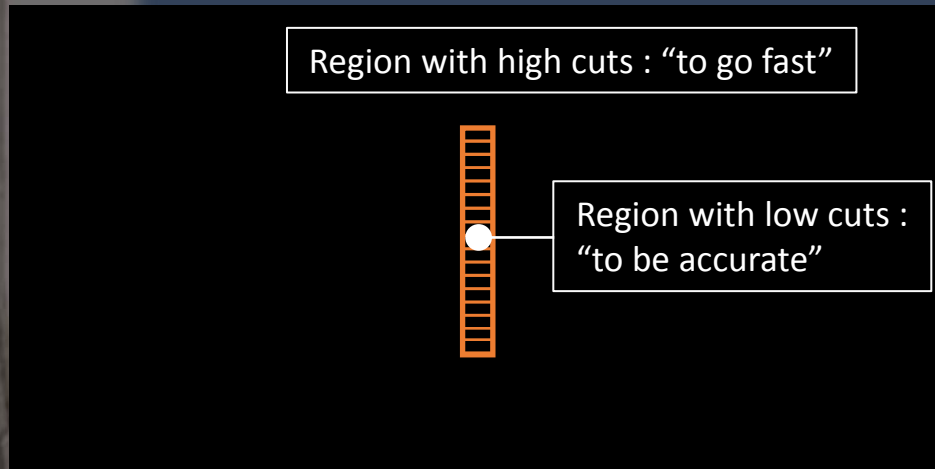 Region with high cuts : “to go fast”
Region with low cuts :
“to be accurate”